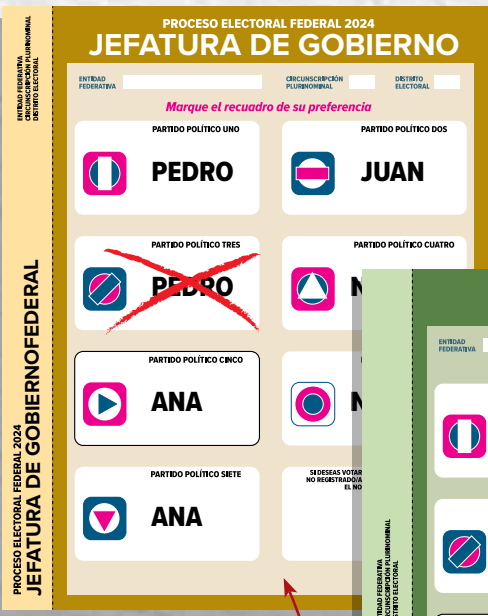 PROCESO ELECTORAL FEDERAL 2024
JEFATURA DE GOBIERNO
ENTIDAD
FEDERATIVA
CIRCUNSCRIPCIÓN
PLURINOMINAL
DISTRITO
ELECTORAL
Marque el recuadro de su preferencia
PARTIDO POLÍTICO UNO
PEDRO
PARTIDO POLÍTICO DOS
JUAN
PARTIDO POLÍTICO TRES
PEDRO
PARTIDO POLÍTICO CUATRO
N
PARTIDO POLÍTICO CINCO
ANA
N
PARTIDO POLÍTICO SIETE
ANA
SI DESEAS VOTAR
NO REGISTRADO/A
EL NO
ENTIDAD FEDERATIVA
CIRCUNSCRIPCIÓN PLURINOMINAL
DISTRITO ELECTORAL
PROCESO ELECTORAL FEDERAL 2024
JEFATURA DE GOBIERNOFEDERAL
ENTIDAD
FEDERATIVA
ENTIDAD FEDERATIVA
CIRCUNSCRIPCIÓN PLURINOMINAL
DISTRITO ELECTORAL